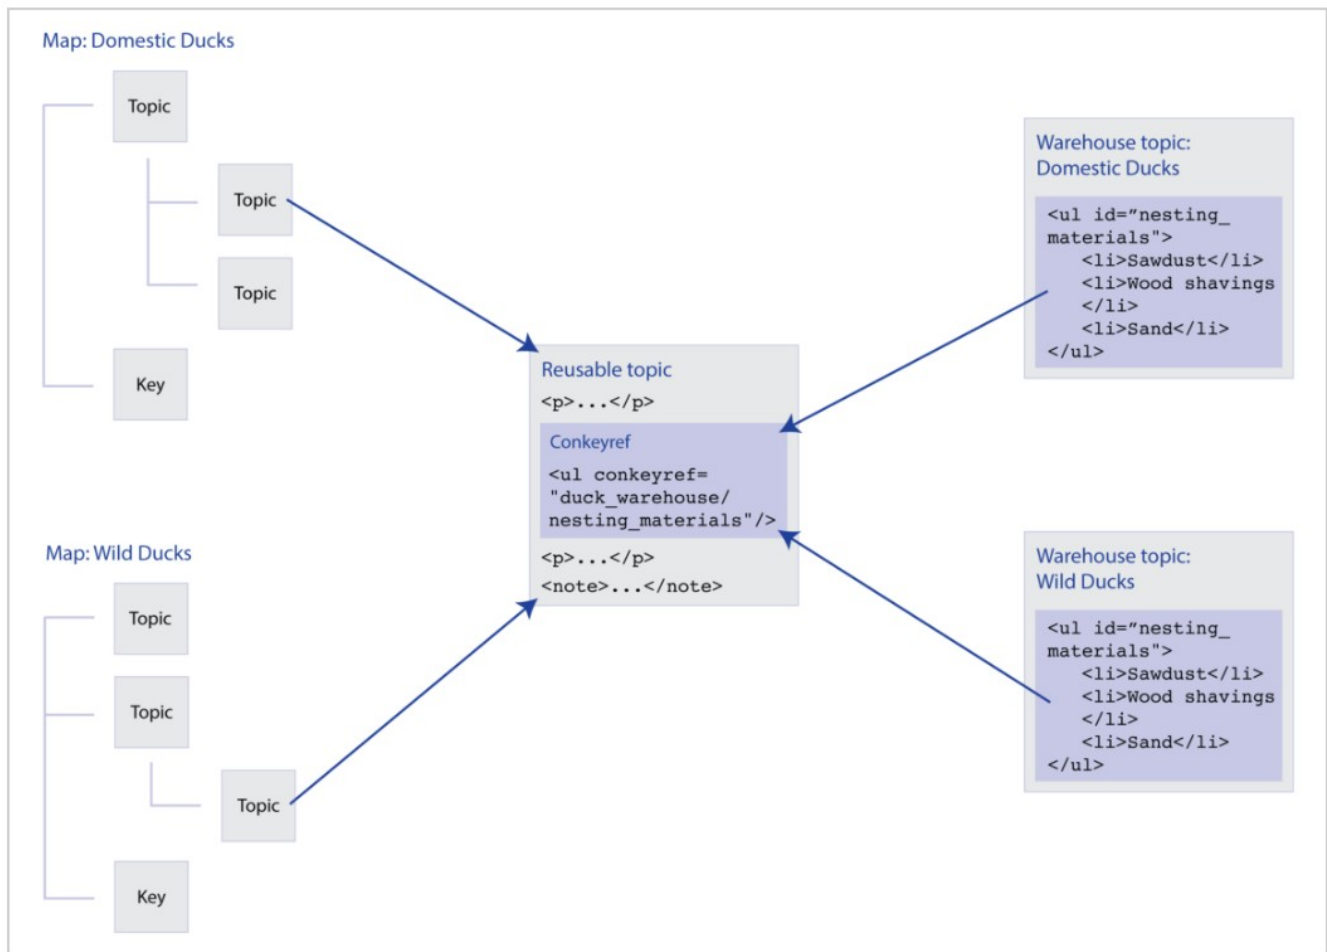 Map: Domestic Ducks
Topic
Topic
Topic
Key
Map: Wild Ducks
Topic
Topic
Topic
Key
Reusable topic
<p>...</p>
Conkeyref
<ul conkeyref=
"duck_warehouse/
nesting_materials"/>
<p>...</p>
<note>...</note>
Warehouse topic:
Domestic Ducks
<ul id=”nesting_
materials">
<li>Sawdust</li>
<li>Wood shavings
</li>
<li>Sand</li>
</ul>
Warehouse topic:
Wild Ducks
<ul id=”nesting_
materials">
<li>Sawdust</li>
<li>Wood shavings
</li>
<li>Sand</li>
</ul>